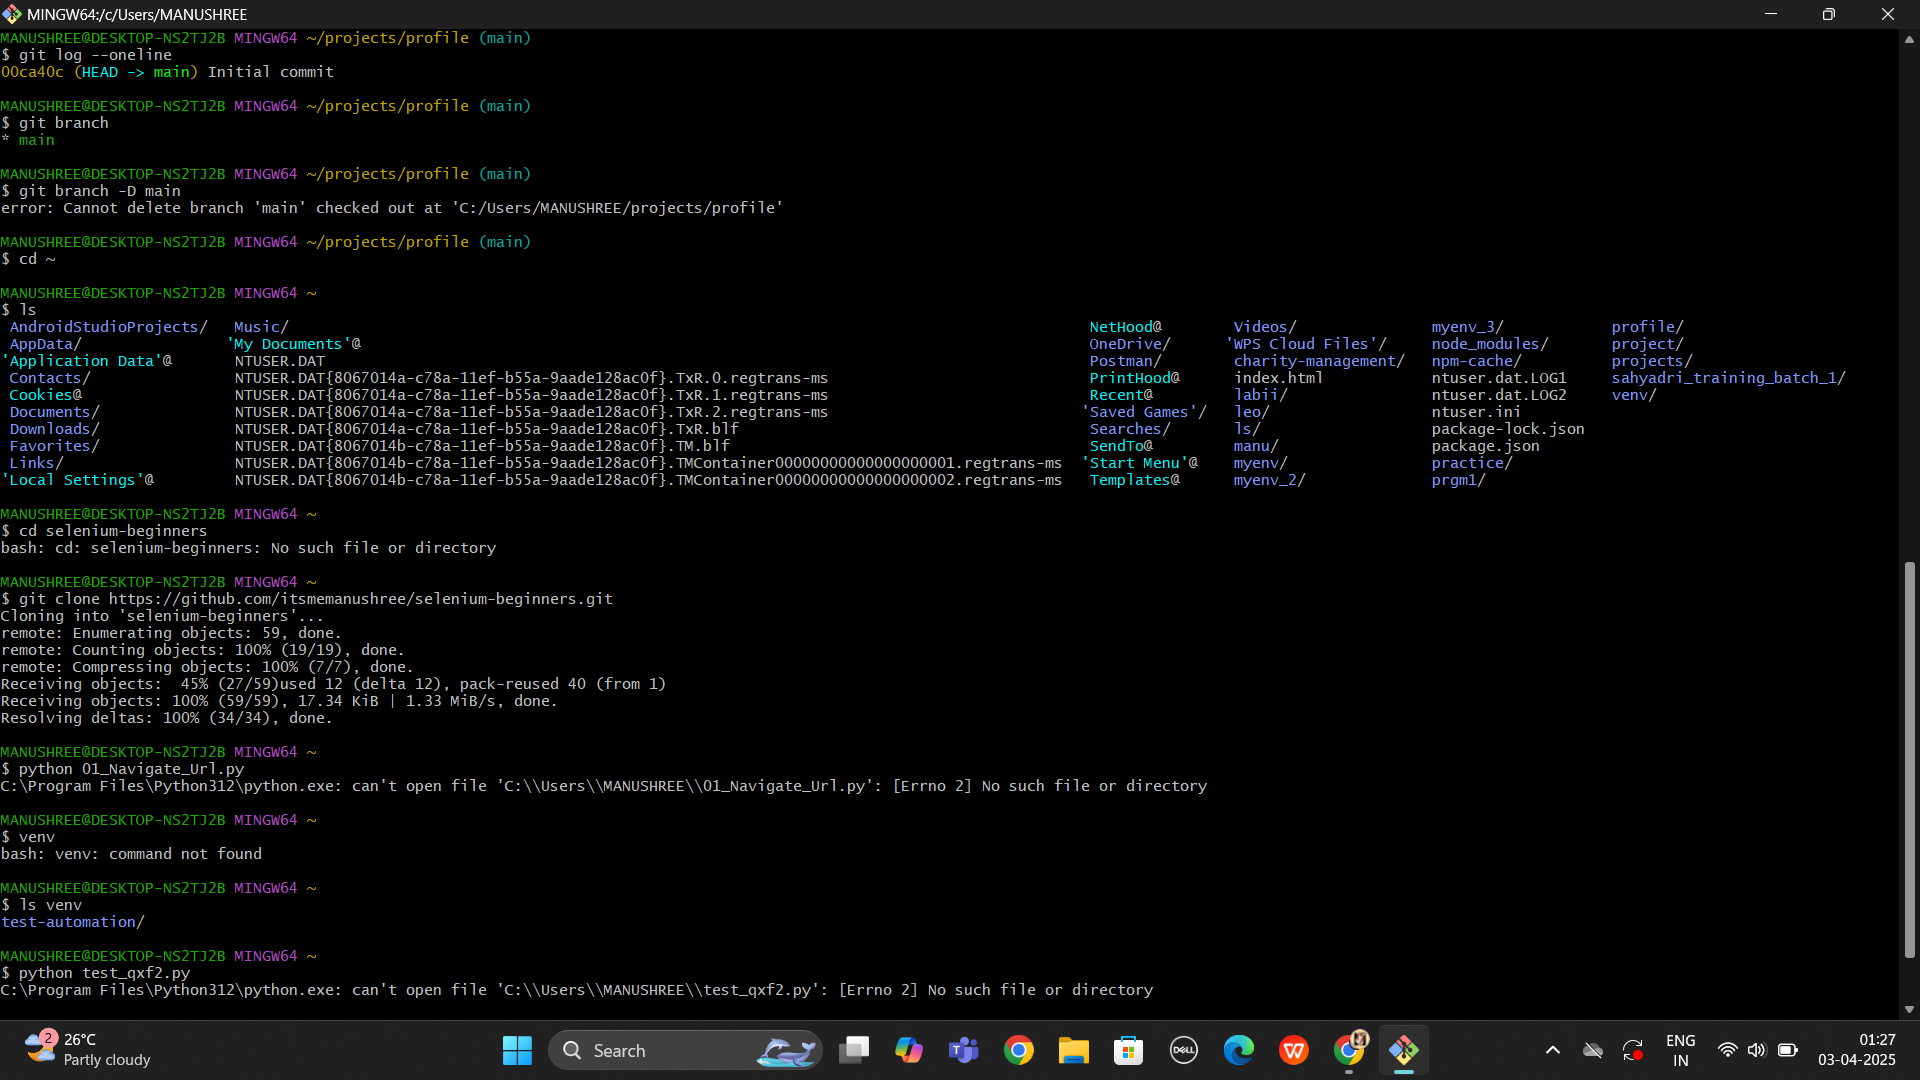 MINGW64:/c/Users/MANUSHREE
MANUSHREE@DESKTOP-NS2TJ2B MINGW64 ~/projects/profile (main)
$ git log --oneline
00ca40c (HEAD -> main) Initial commit
MANUSHREE@DESKTOP-NS2TJ2B MINGW64 ~/projects/profile (main)
$ git branch
* main
MANUSHREE@DESKTOP-NS2TJ2B MINGW64 ~/projects/profile (main)
$ git branch -D main
error: Cannot delete branch 'main' checked out at 'C:/Users/MANUSHREE/projects/profile'
MANUSHREE@DESKTOP-NS2TJ2B MINGW64 ~/projects/profile (main)
$ cd ~
MANUSHREE@DESKTOP-NS2TJ2B MINGW64 ~
$ ls
AndroidStudioProjects/ Music/ NetHood@ Videos/ myenv_3/ profile/
AppData/ 'My Documents'@ OneDrive/ 'WPS Cloud Files'/ node_modules/ project/
'Application Data'@ NTUSER.DAT Postman/ charity-management/ npm-cache/ projects/
Contacts/ NTUSER.DAT{8067014a-c78a-11ef-b55a-9aade128ac0f}.TxR.0.regtrans-ms PrintHood@ index.html ntuser.dat.LOG1 sahyadri_training_batch_1/
Cookies@ NTUSER.DAT{8067014a-c78a-11ef-b55a-9aade128ac0f}.TxR.1.regtrans-ms Recent@ labii/ ntuser.dat.LOG2 venv/
Documents/ NTUSER.DAT{8067014a-c78a-11ef-b55a-9aade128ac0f}.TxR.2.regtrans-ms 'Saved Games'/ leo/ ntuser.ini
Downloads/ NTUSER.DAT{8067014a-c78a-11ef-b55a-9aade128ac0f}.TxR.blf Searches/ ls/ package-lock.json
Favorites/ NTUSER.DAT{8067014b-c78a-11ef-b55a-9aade128ac0f}.TM.blf SendTo@ manu/ package.json
Links/ NTUSER.DAT{8067014b-c78a-11ef-b55a-9aade128ac0f}.TMContainer00000000000000000001.regtrans-ms 'Start Menu'@ myenv/ practice/
'Local Settings'@ NTUSER.DAT{8067014b-c78a-11ef-b55a-9aade128ac0f}.TMContainer00000000000000000002.regtrans-ms Templates@ myenv_2/ prgm1/
MANUSHREE@DESKTOP-NS2TJ2B MINGW64 ~
$ cd selenium-beginners
bash: cd: selenium-beginners: No such file or directory
MANUSHREE@DESKTOP-NS2TJ2B MINGW64 ~
$ git clone https://github.com/itsmemanushree/selenium-beginners.git
Cloning into 'selenium-beginners'...
remote: Enumerating objects: 59, done.
remote: Counting objects: 100% (19/19), done.
remote: Compressing objects: 100% (7/7), done.
Receiving objects:  45% (27/59)used 12 (delta 12), pack-reused 40 (from 1)
Receiving objects: 100% (59/59), 17.34 KiB | 1.33 MiB/s, done.
Resolving deltas: 100% (34/34), done.
MANUSHREE@DESKTOP-NS2TJ2B MINGW64 ~
$ python 01_Navigate_Url.py
C:\Program Files\Python312\python.exe: can't open file 'C:\\Users\\MANUSHREE\\01_Navigate_Url.py': [Errno 2] No such file or directory
MANUSHREE@DESKTOP-NS2TJ2B MINGW64 ~
$ venv
bash: venv: command not found
MANUSHREE@DESKTOP-NS2TJ2B MINGW64 ~
$ ls venv
test-automation/
MANUSHREE@DESKTOP-NS2TJ2B MINGW64 ~
$ python test_qxf2.py
C:\Program Files\Python312\python.exe: can't open file 'C:\\Users\\MANUSHREE\\test_qxf2.py': [Errno 2] No such file or directory
2
26°C
Partly cloudy
Search
DELL
ENG
IN
01:27
03-04-2025